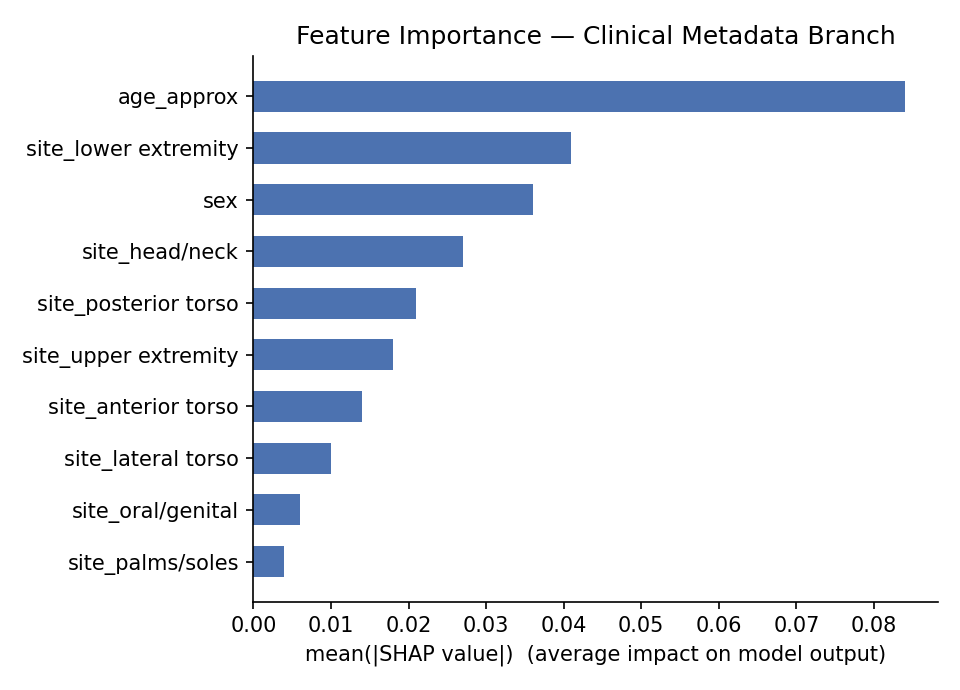 Feature Importance — Clinical Metadata Branch
age_approx
site_lower extremity
sex
site_head/neck
site_posterior torso
site_upper extremity
site_anterior torso
site_lateral torso
site_oral/genital
site_palms/soles
0.00 0.01 0.02 0.03 0.04 0.05 0.06 0.07 0.08
mean(|SHAP value|)  (average impact on model output)